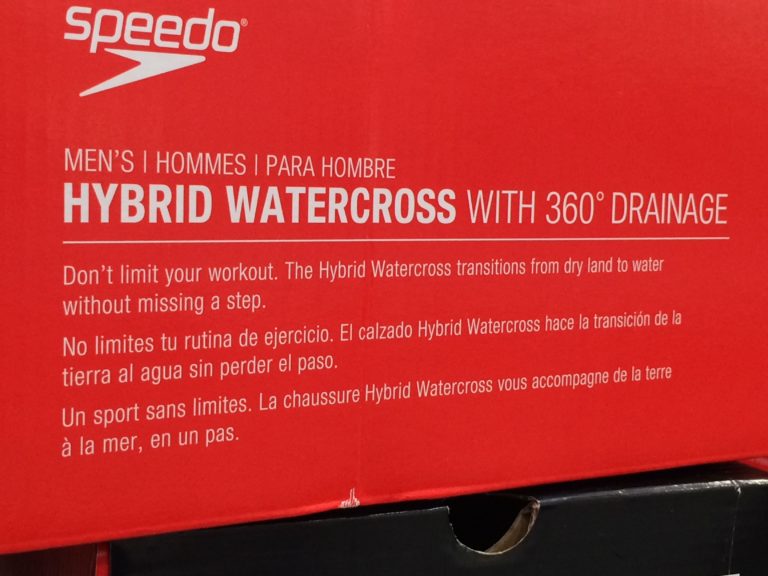 speedo®
MEN'S | HOMMES | PARA HOMBRE
HYBRID WATERCROSS WITH 360° DRAINAGE
Don't limit your workout. The Hybrid Watercross transitions from dry land to water
without missing a step.
No limites tu rutina de ejercicio. El calzado Hybrid Watercross hace la transición de la
tierra al agua sin perder el paso.
Un sport sans limites. La chaussure Hybrid Watercross vous accompagne de la terre
à la mer, en un pas.